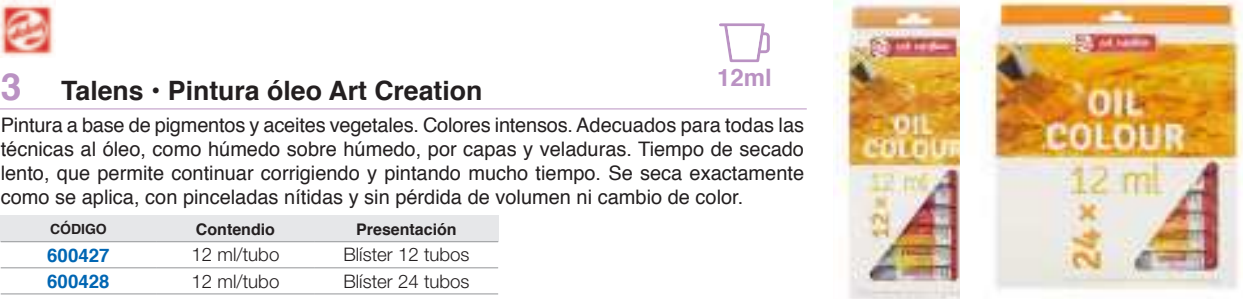 12ml
3 Talens • Pintura óleo Art Creation
Pintura a base de pigmentos y aceites vegetales. Colores intensos. Adecuados para todas las
técnicas al óleo, como húmedo sobre húmedo, por capas y veladuras. Tiempo de secado
lento, que permite continuar corrigiendo y pintando mucho tiempo. Se seca exactamente
como se aplica, con pinceladas nítidas y sin pérdida de volumen ni cambio de color.
CÓDIGO Contendio Presentación
600427 12 ml/tubo Blíster 12 tubos
600428 12 ml/tubo Blíster 24 tubos
OIL
COLOUR
12 ml
12 x
OIL
COLOUR
12 ml
24 x